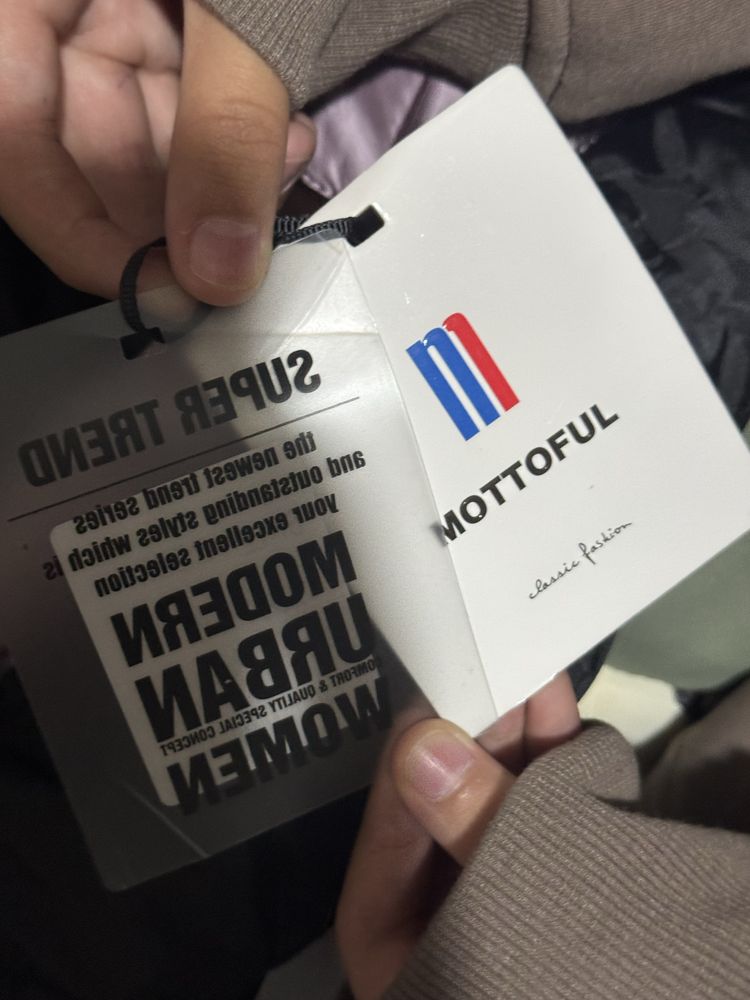 SUPER TREND
the newest trend series
and outstanding styles which
your excellent selection
MODERN
URBAN
COMFORT & QUALITY SPECIAL CONCEPT
WOMEN
MOTTOFUL
classic fashion